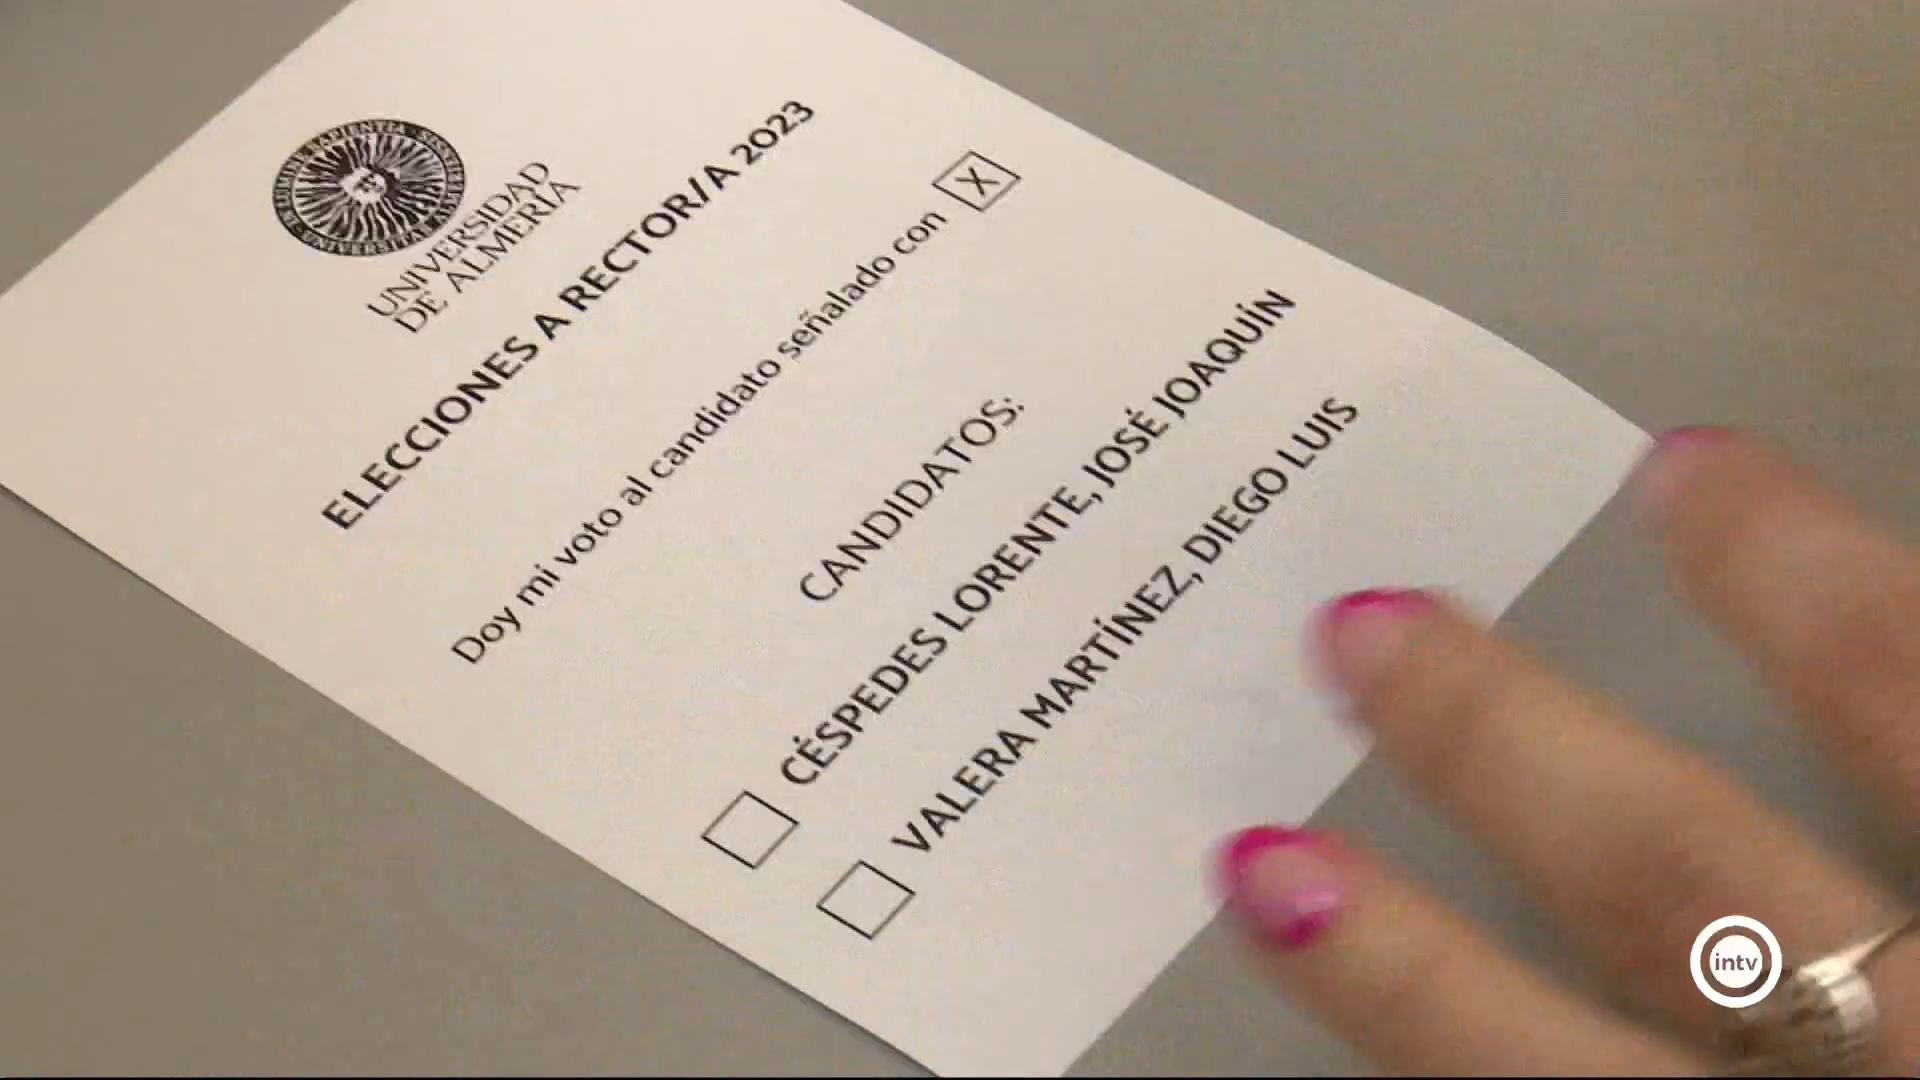 UNIVERSIDAD
DE ALMERÍA
ELECCIONES A RECTOR/A 2023
Doy mi voto al candidato señalado con X
CANDIDATOS:
CÉSPEDES LORENTE, JOSÉ JOAQUÍN
VALERA MARTÍNEZ, DIEGO LUIS
intv